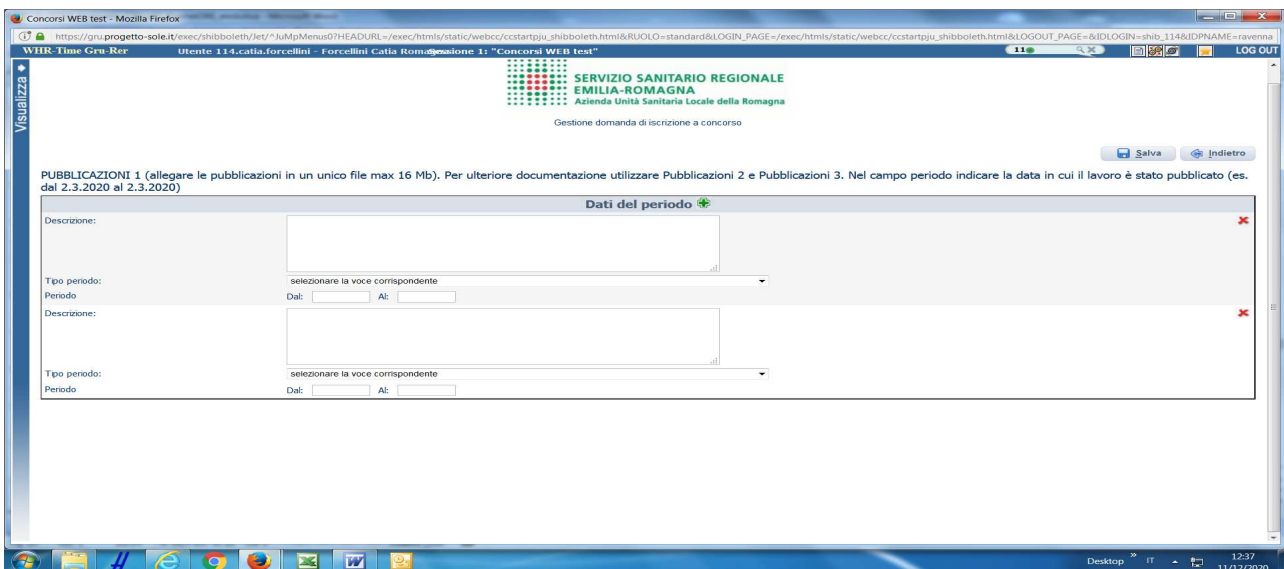 Concorsi WEB test - Mozilla Firefox
https://gru.progetto-sole.it/exec/shibboleth/Jet/^JuMpMenus0?HEADURL=/exec/htmls/static/webcc/ccstartpju_shibboleth.html&RUOLO=standard&LOGIN_PAGE=/exec/htmls/static/webcc/ccstartpju_shibboleth.html&LOGOUT_PAGE=&IDLOGIN=shib_114&IDPNAME=ravenna
WHR-Time Gru-Rer Utente 114.catia.forcellini - Forcellini Catia Sessione 1: "Concorsi WEB test" 11 LOG OUT
Visualizza
SERVIZIO SANITARIO REGIONALE
EMILIA-ROMAGNA
Azienda Unità Sanitaria Locale della Romagna
Gestione domanda di iscrizione a concorso
Salva Indietro
PUBBLICAZIONI 1 (allegare le pubblicazioni in un unico file max 16 Mb). Per ulteriore documentazione utilizzare Pubblicazioni 2 e Pubblicazioni 3. Nel campo periodo indicare la data in cui il lavoro è stato pubblicato (es.
dal 2.3.2020 al 2.3.2020)
Dati del periodo
Descrizione:
Tipo periodo: selezionare la voce corrispondente
Periodo Dal: Al:
Descrizione:
Tipo periodo: selezionare la voce corrispondente
Periodo Dal: Al:
Desktop » IT 12:37
11/12/2020